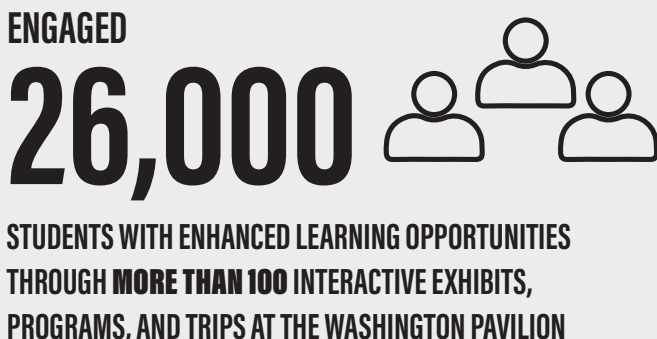 ENGAGED
26,000
STUDENTS WITH ENHANCED LEARNING OPPORTUNITIES
THROUGH MORE THAN 100 INTERACTIVE EXHIBITS,
PROGRAMS, AND TRIPS AT THE WASHINGTON PAVILION